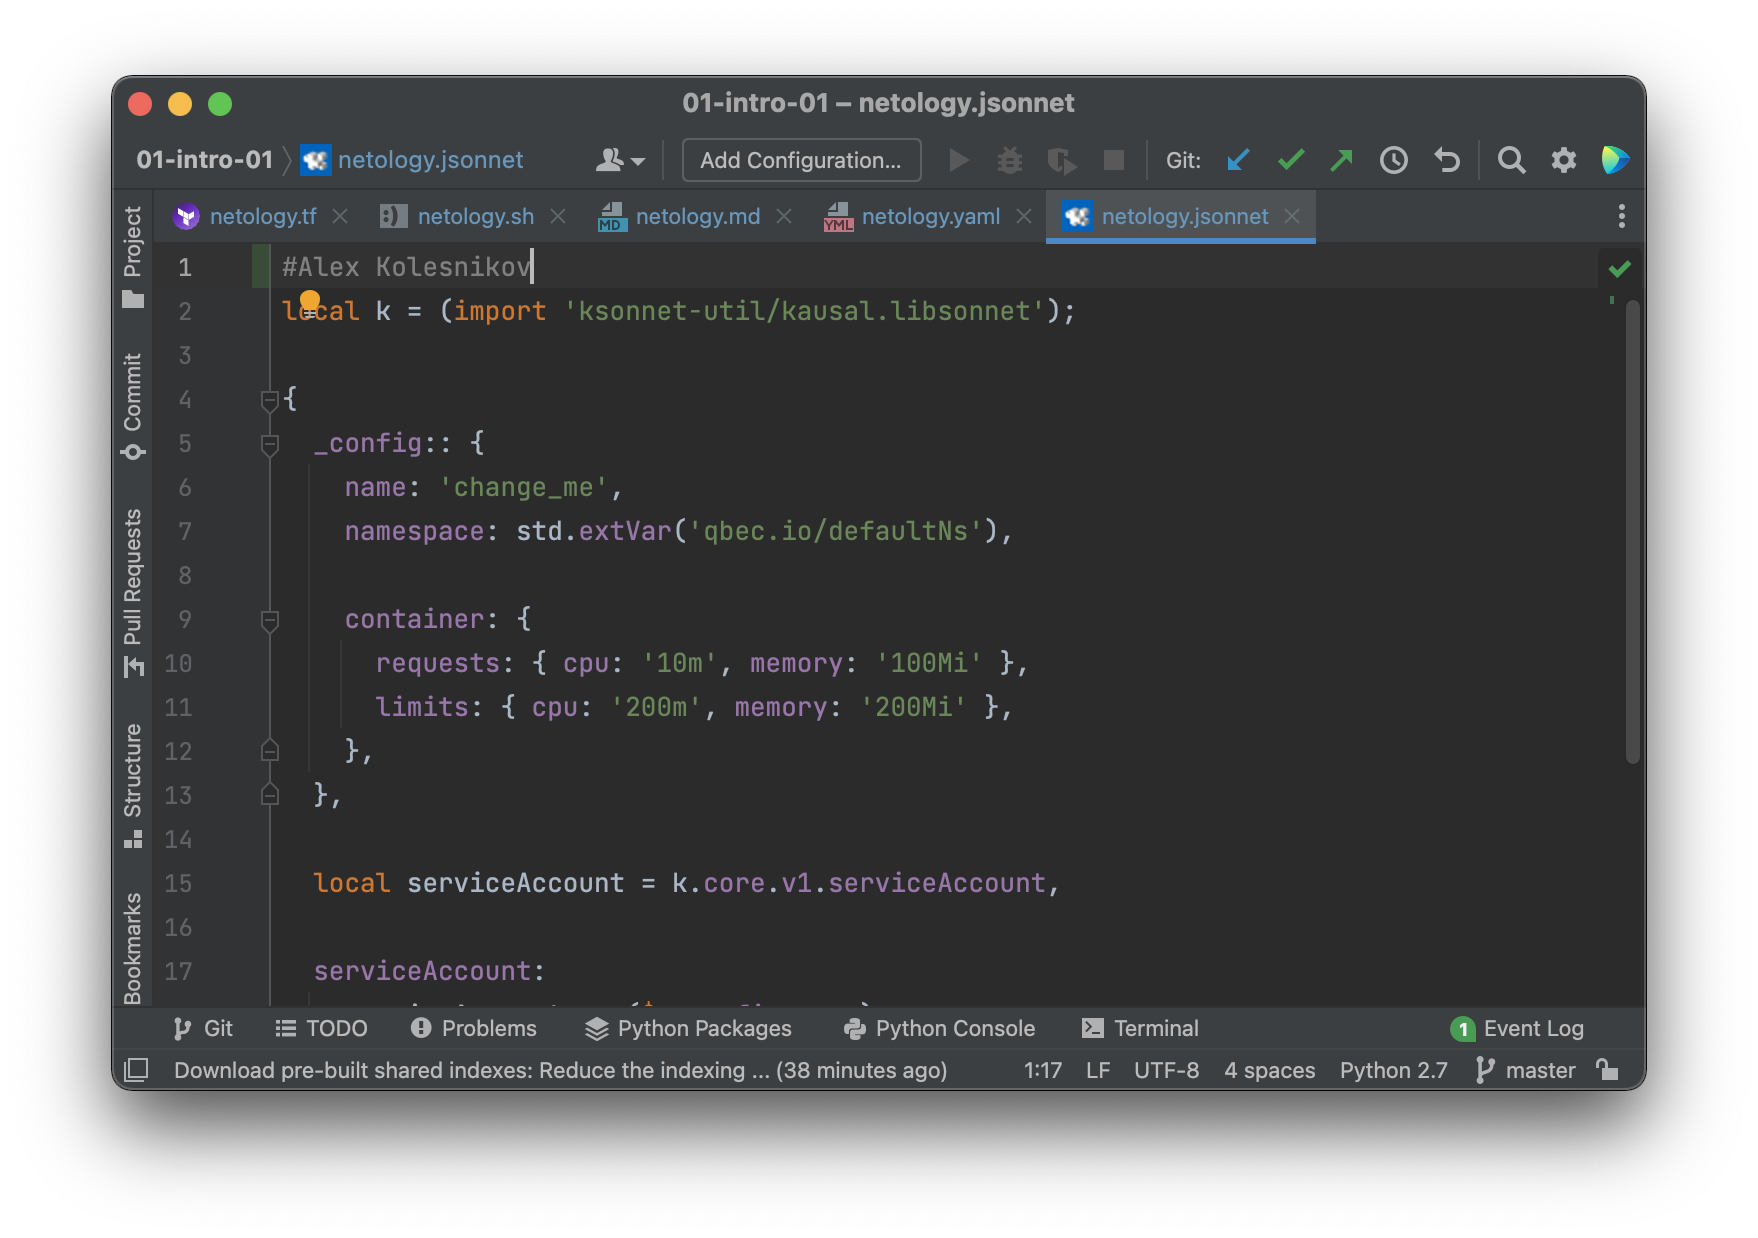 01-intro-01 – netology.jsonnet
01-intro-01 netology.jsonnet Add Configuration... Git:
netology.tf netology.sh netology.md netology.yaml netology.jsonnet
Project
Commit
Pull Requests
Structure
Bookmarks
1 #Alex Kolesnikov
2 local k = (import 'ksonnet-util/kausal.libsonnet');
3
4 {
5 _config:: {
6 name: 'change_me',
7 namespace: std.extVar('qbec.io/defaultNs'),
8
9 container: {
10 requests: { cpu: '10m', memory: '100Mi' },
11 limits: { cpu: '200m', memory: '200Mi' },
12 },
13 },
14
15 local serviceAccount = k.core.v1.serviceAccount,
16
17 serviceAccount:
Git TODO Problems Python Packages Python Console Terminal 1 Event Log
Download pre-built shared indexes: Reduce the indexing ... (38 minutes ago) 1:17 LF UTF-8 4 spaces Python 2.7 master